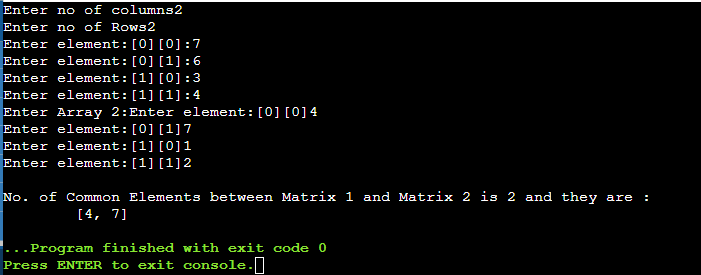 Enter no of columns2
Enter no of Rows2
Enter element:[0][0]:7
Enter element:[0][1]:6
Enter element:[1][0]:3
Enter element:[1][1]:4
Enter Array 2:Enter element:[0][0]4
Enter element:[0][1]7
Enter element:[1][0]1
Enter element:[1][1]2
No. of Common Elements between Matrix 1 and Matrix 2 is 2 and they are :
[4, 7]
...Program finished with exit code 0
Press ENTER to exit console.